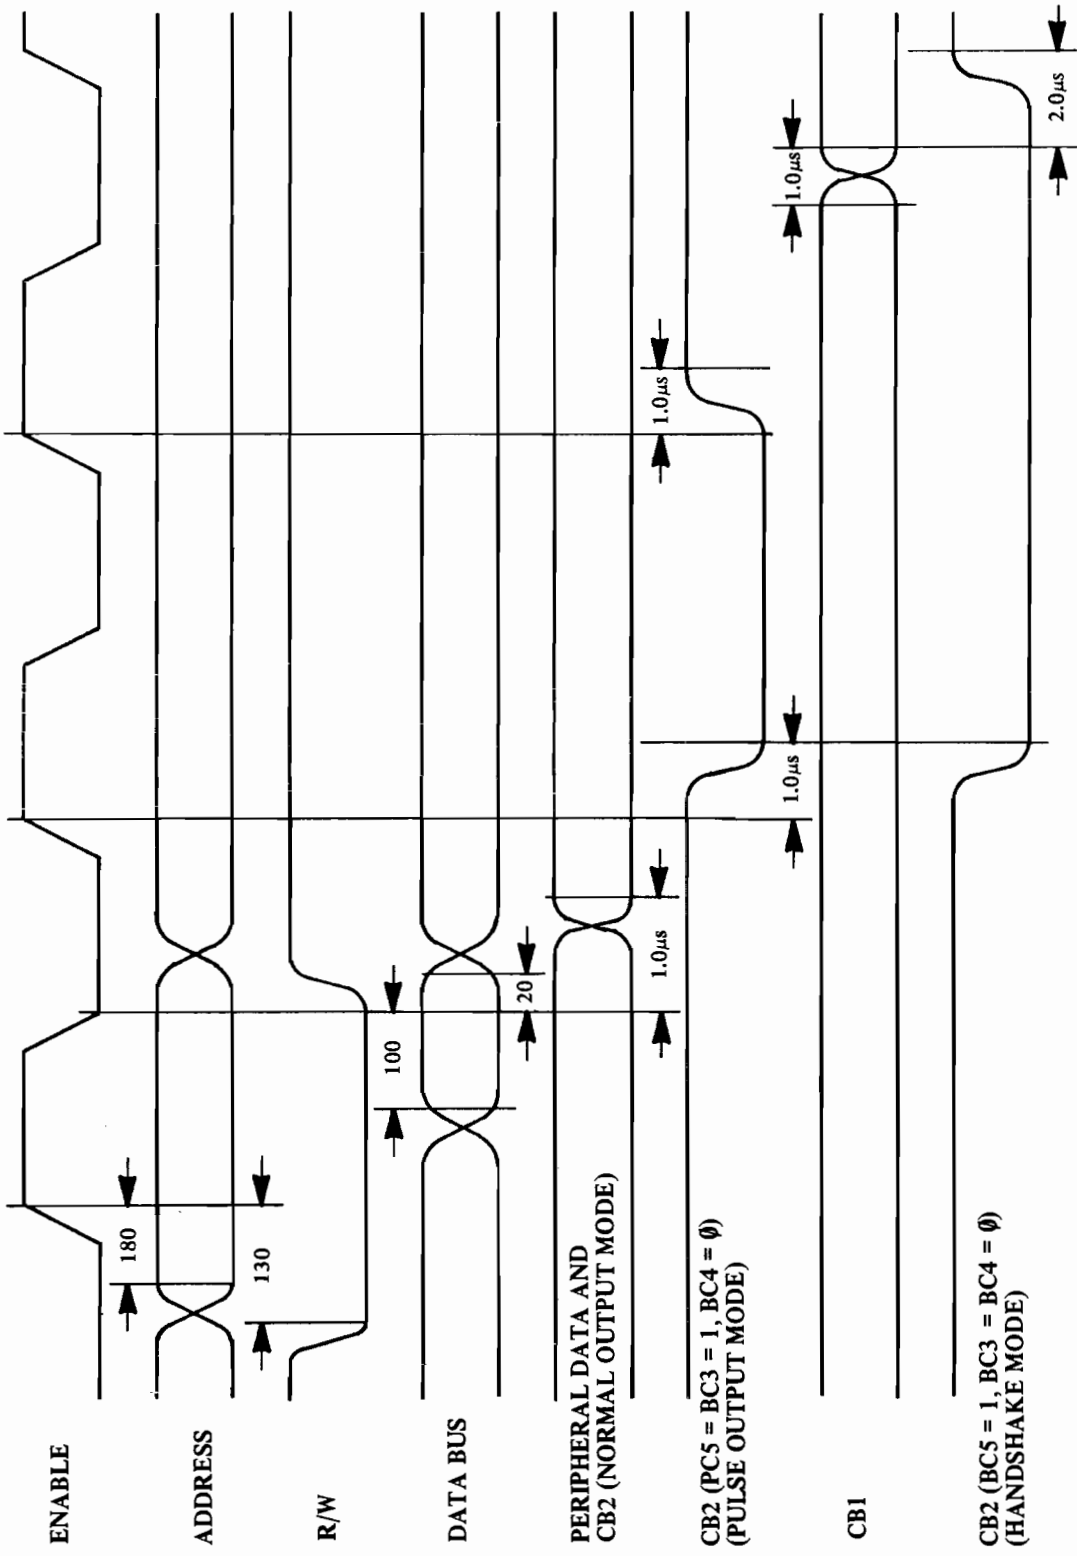 ENABLE
180
ADDRESS
130
R/W
100
DATA BUS
20
PERIPHERAL DATA AND
CB2 (NORMAL OUTPUT MODE)
1.0μs
1.0μs
CB2 (PC5 = BC3 = 1, BC4 = 0)
(PULSE OUTPUT MODE)
1.0μs
1.0μs
CB1
CB2 (BC5 = 1, BC3 = BC4 = 0)
(HANDSHAKE MODE)
2.0μs